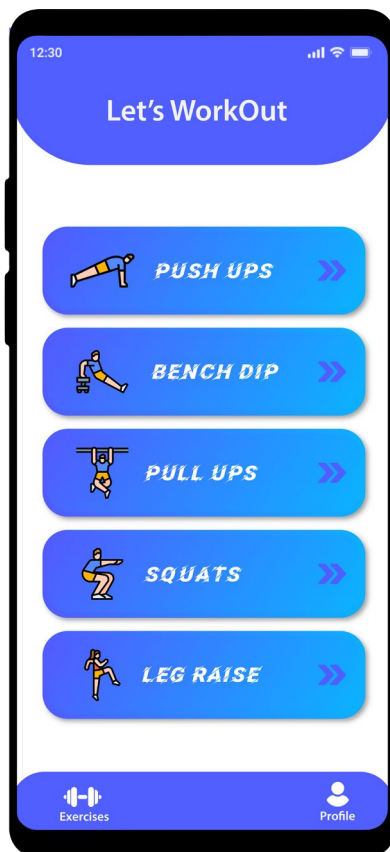 12:30
Let's WorkOut
PUSH UPS
BENCH DIP
PULL UPS
SQUATS
LEG RAISE
Exercises
Profile